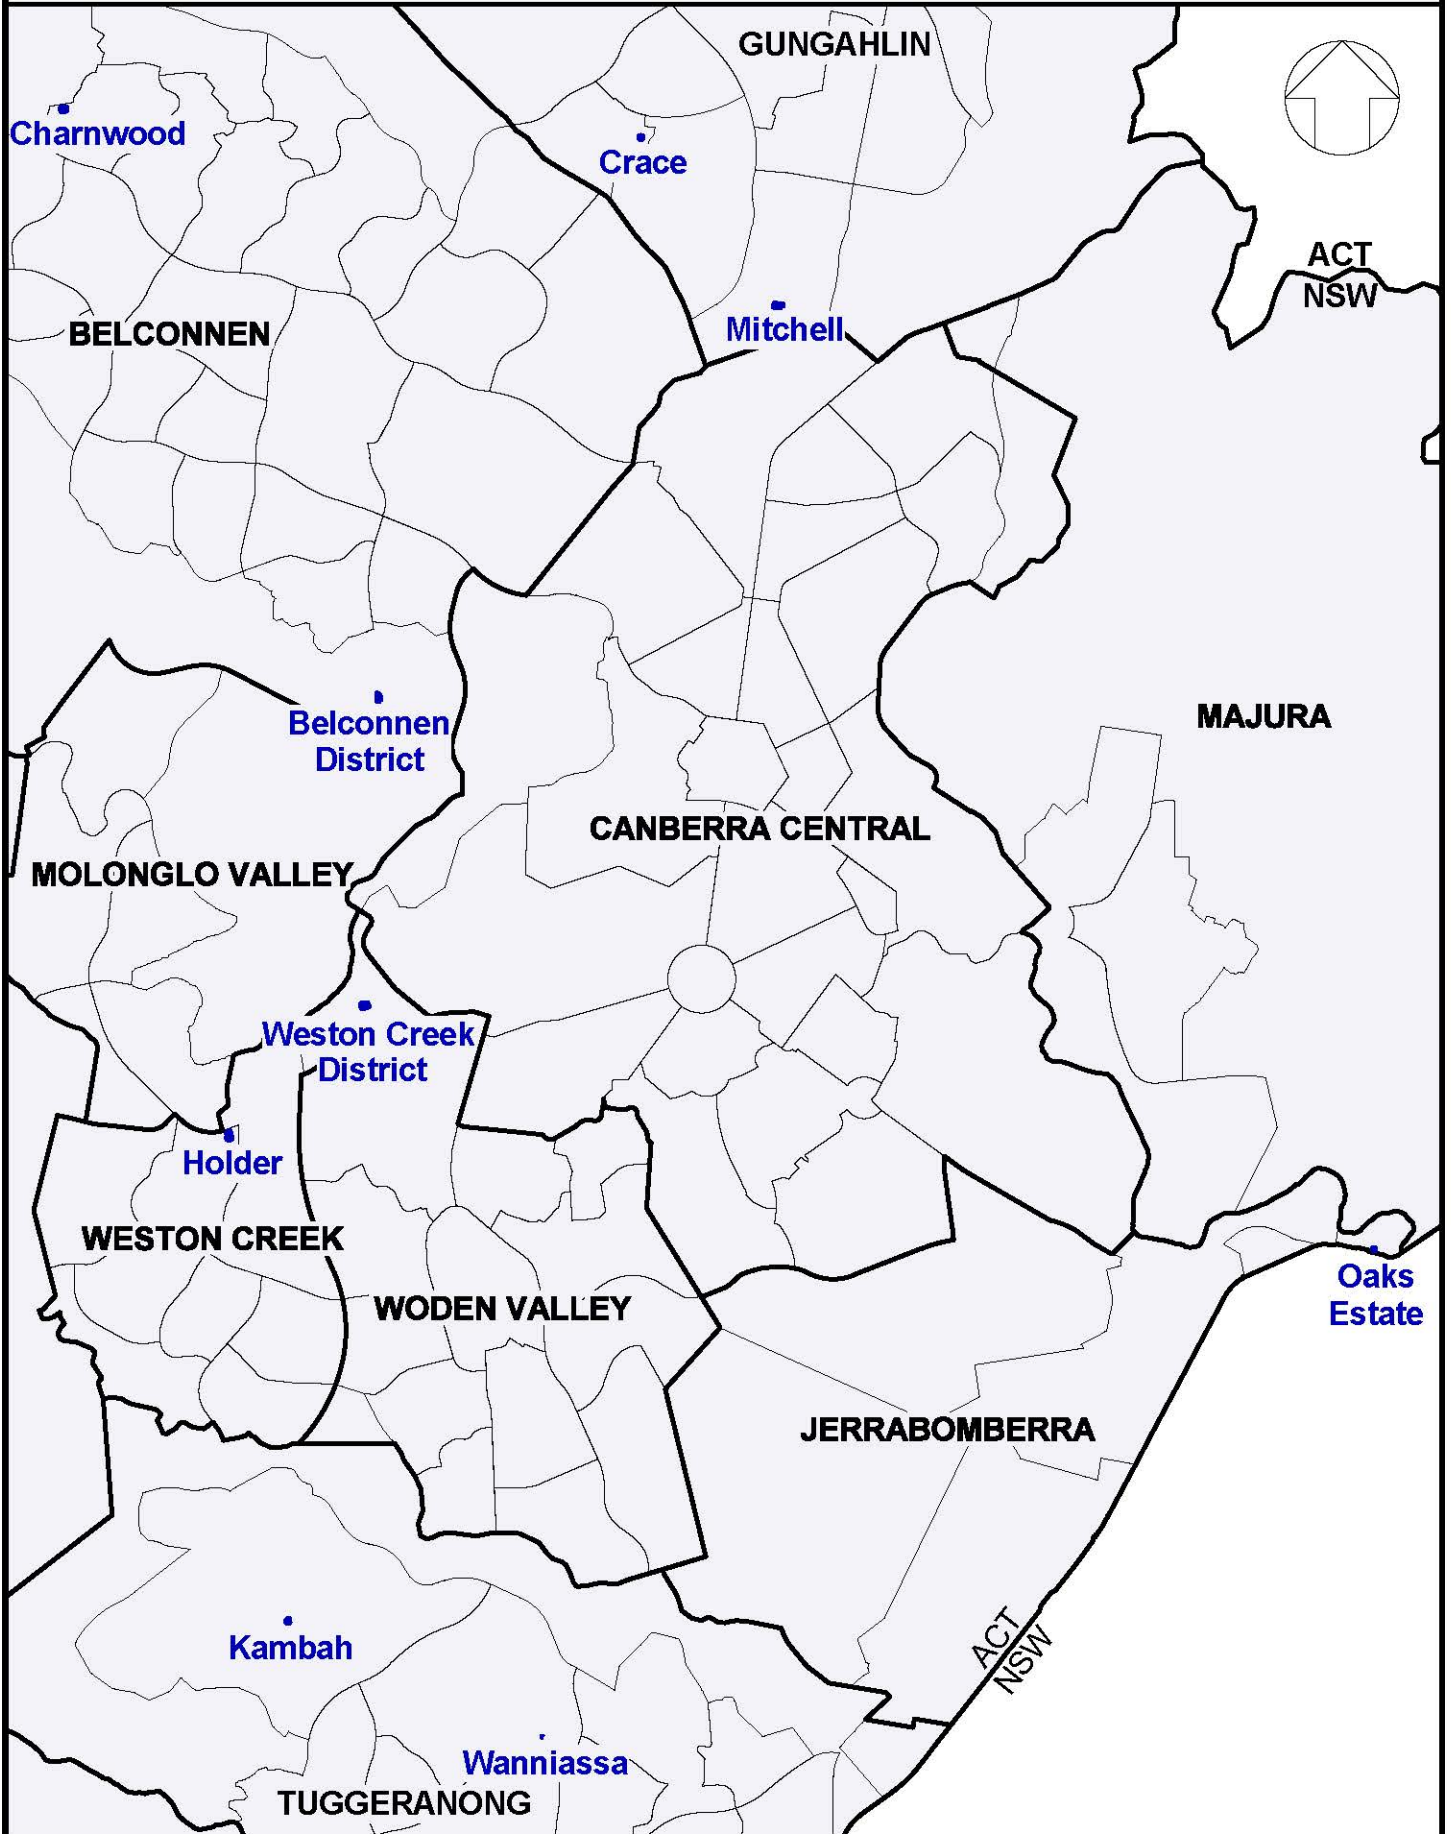 GUNGAHLIN
Charnwood
Crace
ACT
NSW
Mitchell
BELCONNEN
MAJURA
Belconnen
District
CANBERRA CENTRAL
MOLONGLO VALLEY
Weston Creek
District
Holder
WESTON CREEK
Oaks
Estate
WODEN VALLEY
JERRABOMBERRA
ACT
NSW
Kambah
Wanniassa
TUGGERANONG